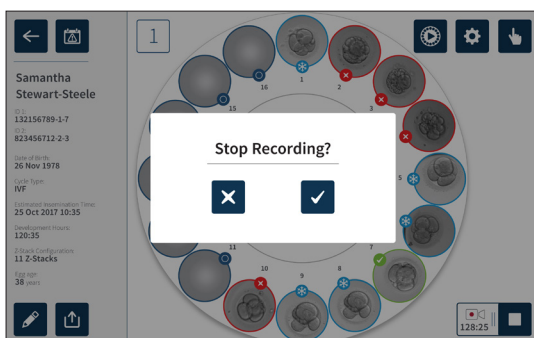 1
Samantha
Stewart-Steele
ID 1:
132156789-1-7
ID 2:
823456712-2-3
Date of Birth:
26 Nov 1978
Cycle Type:
IVF
Estimated Insemination Time:
25 Oct 2017 10:35
Development Hours:
120:35
Z-Stack Configuration:
11 Z-Stacks
Egg age:
38 years
16
1
2
15
3
Stop Recording?
5
11
7
10
9
8
128:25